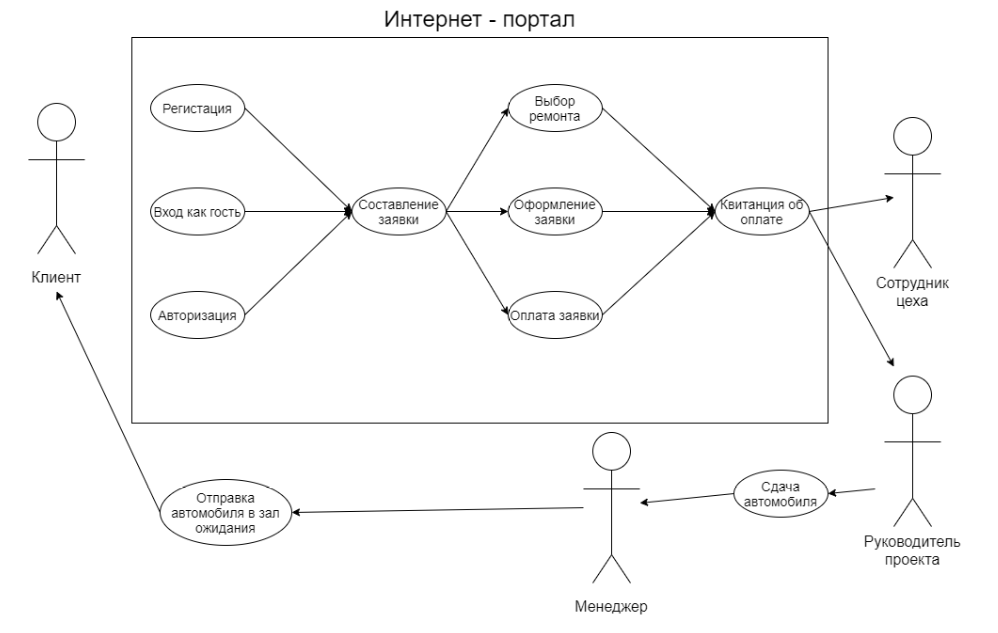 Интернет - портал
Регистация
Выбор
ремонта
Вход как гость
Составление
заявки
Оформление
заявки
Квитанция об
оплате
Клиент
Сотрудник
цеха
Авторизация
Оплата заявки
Отправка
автомобиля в зал
ожидания
Сдача
автомобиля
Руководитель
проекта
Менеджер